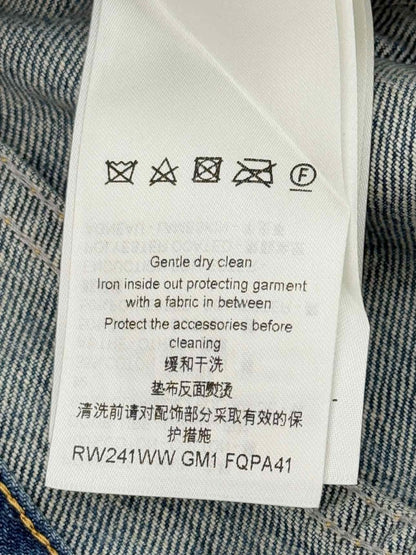 F
Gentle dry clean
Iron inside out protecting garment
with a fabric in between
Protect the accessories before
cleaning
缓和干洗
垫布反面熨烫
清洗前请对配饰部分采取有效的保
护措施
RW241WW GM1 FQPA41